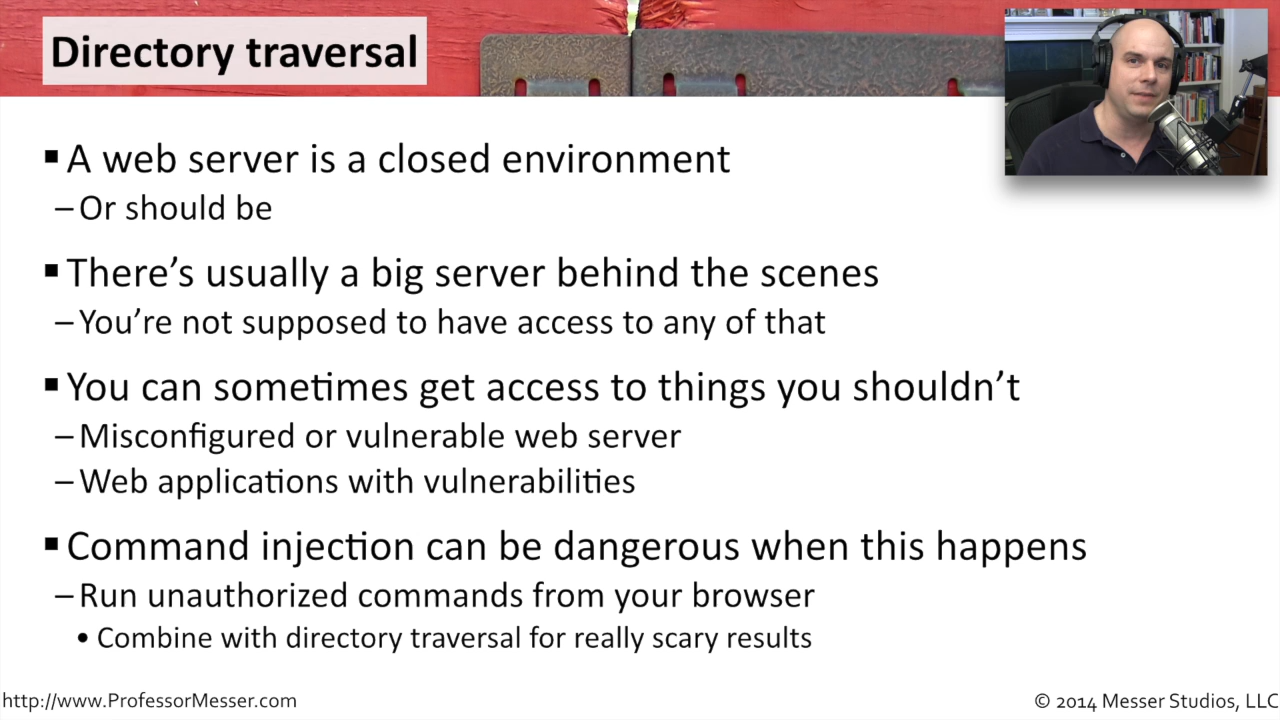 Directory traversal
▪ A web server is a closed environment
– Or should be
▪ There’s usually a big server behind the scenes
– You’re not supposed to have access to any of that
▪ You can sometimes get access to things you shouldn’t
– Misconfigured or vulnerable web server
– Web applications with vulnerabilities
▪ Command injection can be dangerous when this happens
– Run unauthorized commands from your browser
• Combine with directory traversal for really scary results
http://www.ProfessorMesser.com
© 2014 Messer Studios, LLC